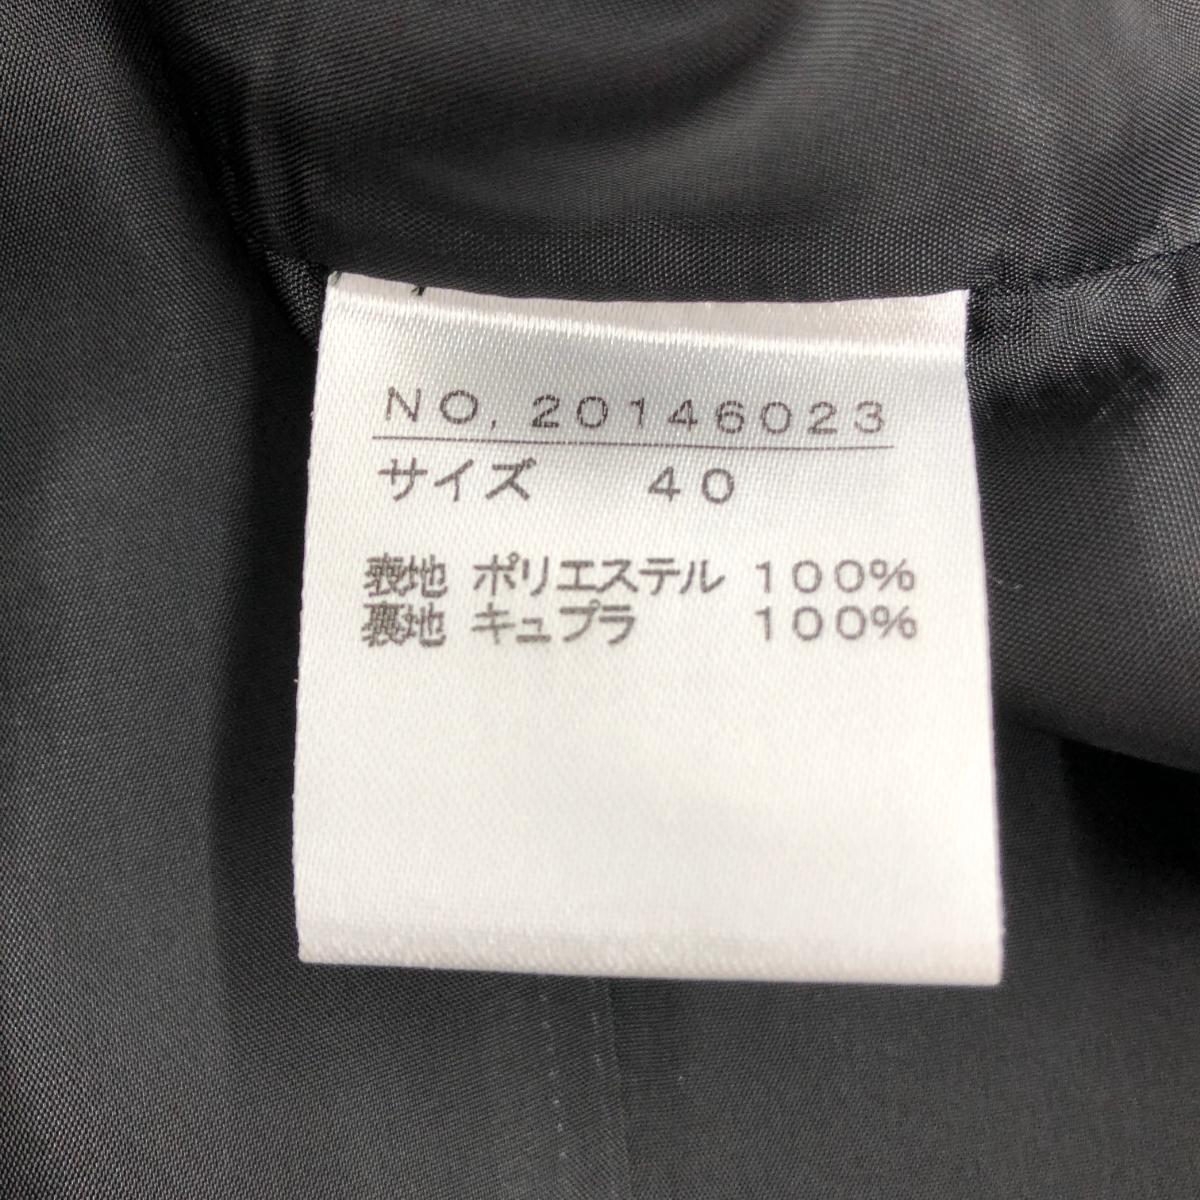 NO. 20146023
サイズ 40
表地 ポリエステル 100%
裏地 キュプラ 100%